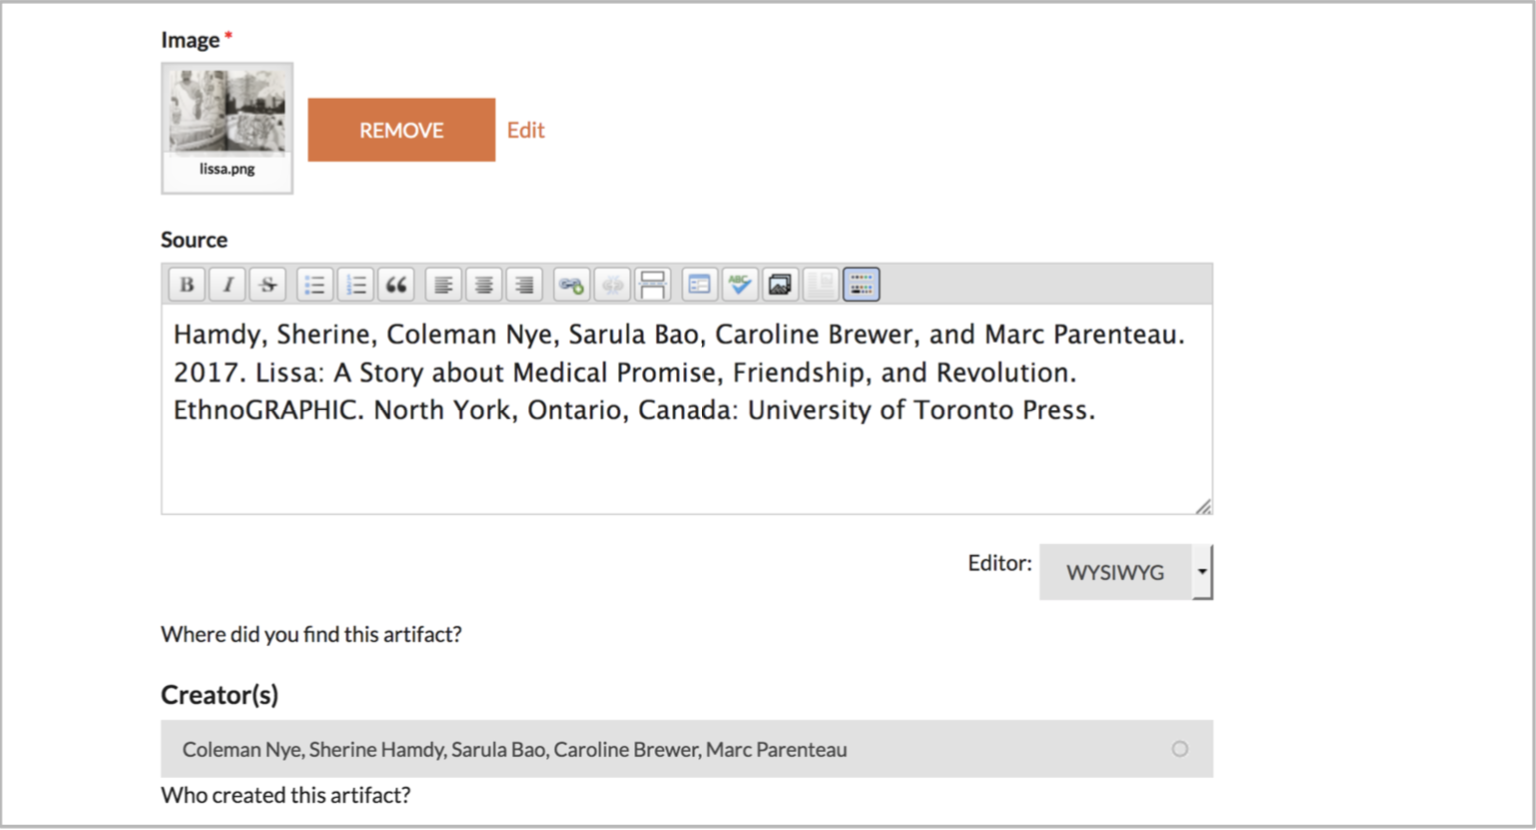 Image *
lissa.png
REMOVE
Edit
Source
B I S ABC
Hamdy, Sherine, Coleman Nye, Sarula Bao, Caroline Brewer, and Marc Parenteau.
2017. Lissa: A Story about Medical Promise, Friendship, and Revolution.
EthnoGRAPHIC. North York, Ontario, Canada: University of Toronto Press.
Editor: WYSIWYG
Where did you find this artifact?
Creator(s)
Coleman Nye, Sherine Hamdy, Sarula Bao, Caroline Brewer, Marc Parenteau
Who created this artifact?